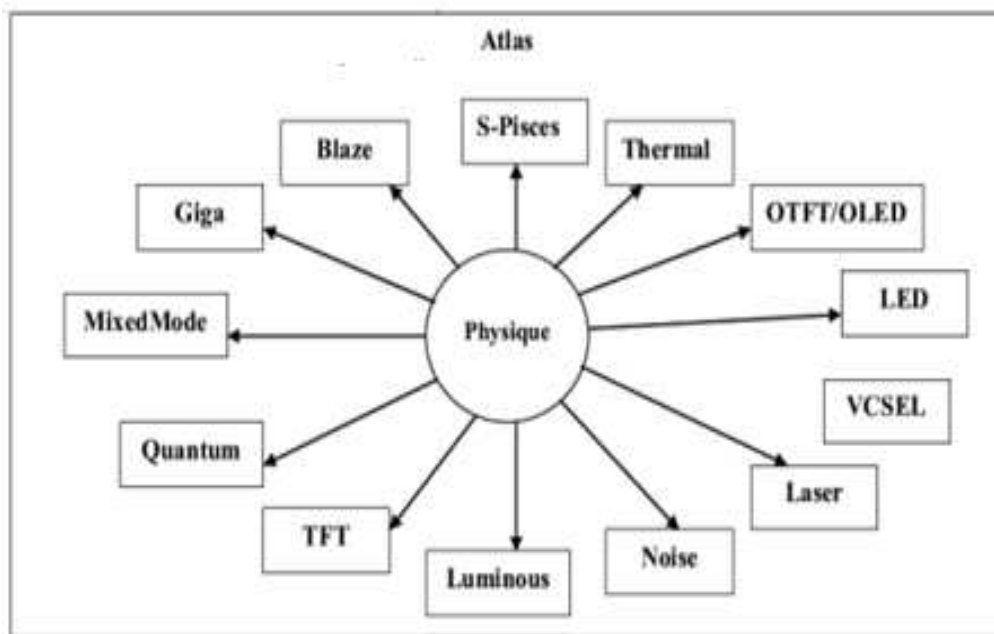 Atlas
S-Pisces
Blaze
Thermal
Giga
OTFT/OLED
LED
MixedMode
Physique
VCSEL
Quantum
Laser
TFT
Noise
Luminous